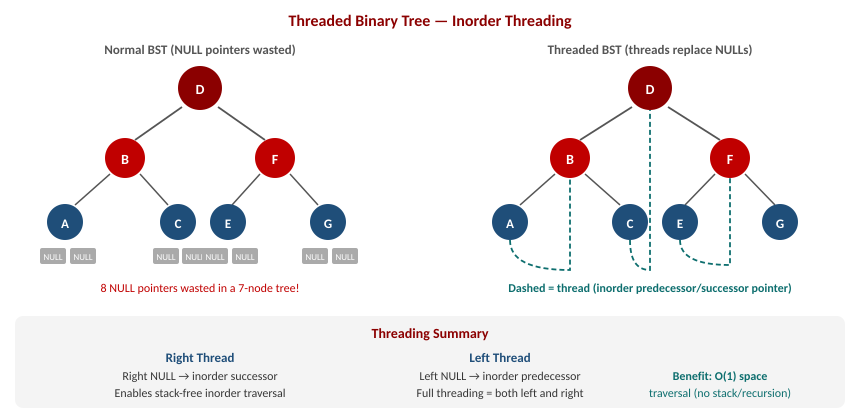 Threaded Binary Tree — Inorder Threading
Normal BST (NULL pointers wasted)
D
B
F
A
C
E
G
NULL NULL NULL NULL NULL NULL NULL NULL
8 NULL pointers wasted in a 7-node tree!
Threaded BST (threads replace NULLs)
D
B
F
A
C
E
G
Dashed = thread (inorder predecessor/successor pointer)
Threading Summary
Right Thread
Right NULL → inorder successor
Enables stack-free inorder traversal
Left Thread
Left NULL → inorder predecessor
Full threading = both left and right
Benefit: O(1) space
traversal (no stack/recursion)